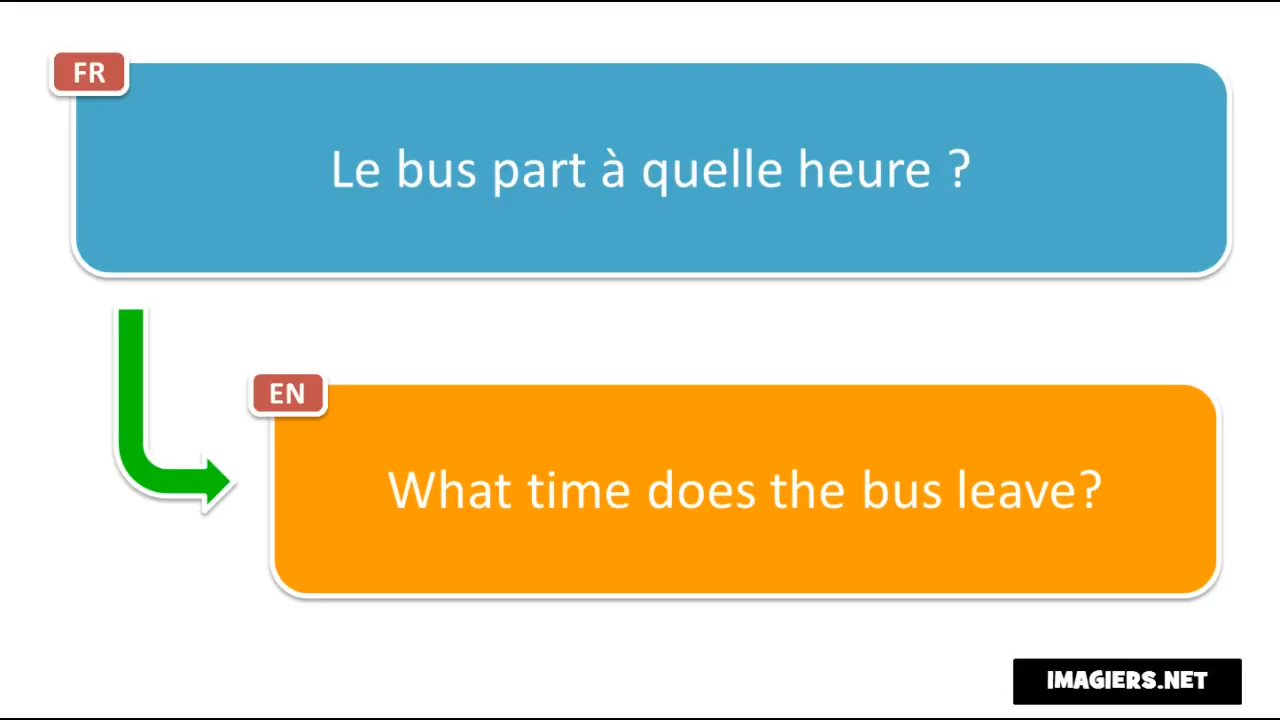 FR
Le bus part à quelle heure ?
EN
What time does the bus leave?
IMAGIERS.NET